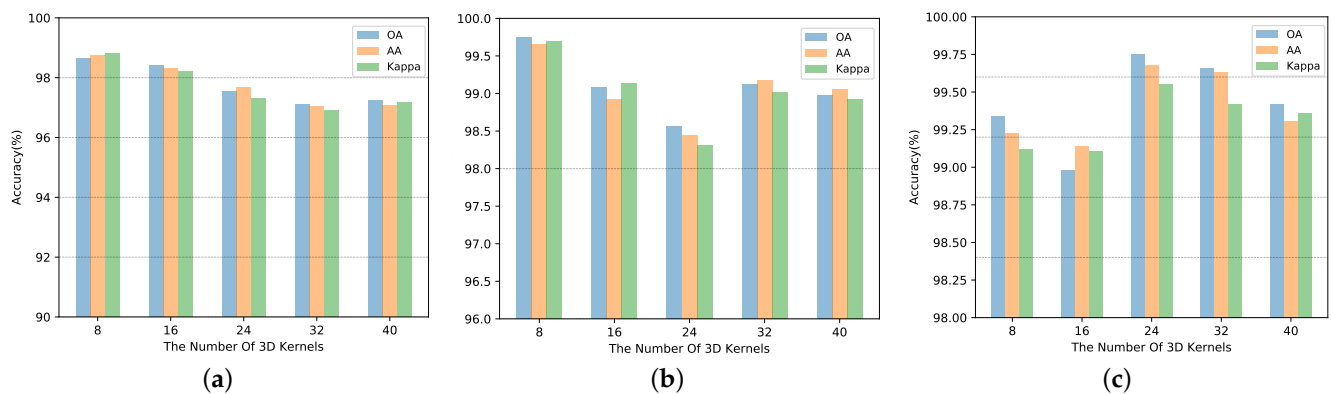 100
98
96
94
92
90
Accuracy(%)
OA
AA
Kappa
8 16 24 32 40
The Number Of 3D Kernels
(a)
100.0
99.5
99.0
98.5
98.0
97.5
97.0
96.5
96.0
Accuracy(%)
OA
AA
Kappa
8 16 24 32 40
The Number Of 3D Kernels
(b)
100.00
99.75
99.50
99.25
99.00
98.75
98.50
98.25
98.00
Accuracy(%)
OA
AA
Kappa
8 16 24 32 40
The Number Of 3D Kernels
(c)